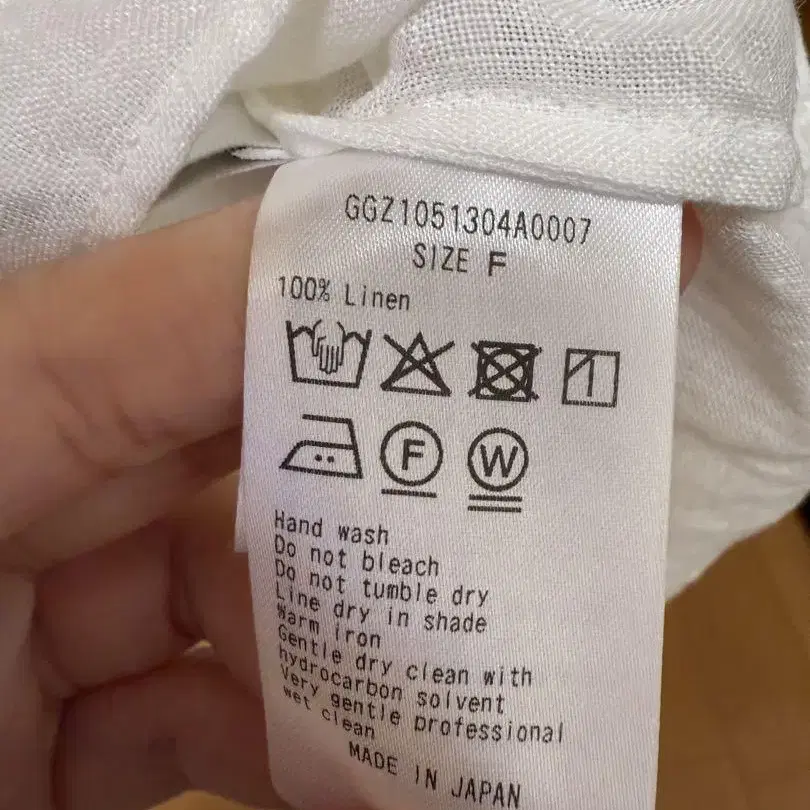 GGZ1051304A0007
SIZE F
100% Linen
F W
Hand wash
Do not bleach
Do not tumble dry
Line dry in shade
Warm iron
Gentle dry clean with
hydrocarbon solvent
Very gentle professional
wet clean
MADE IN JAPAN